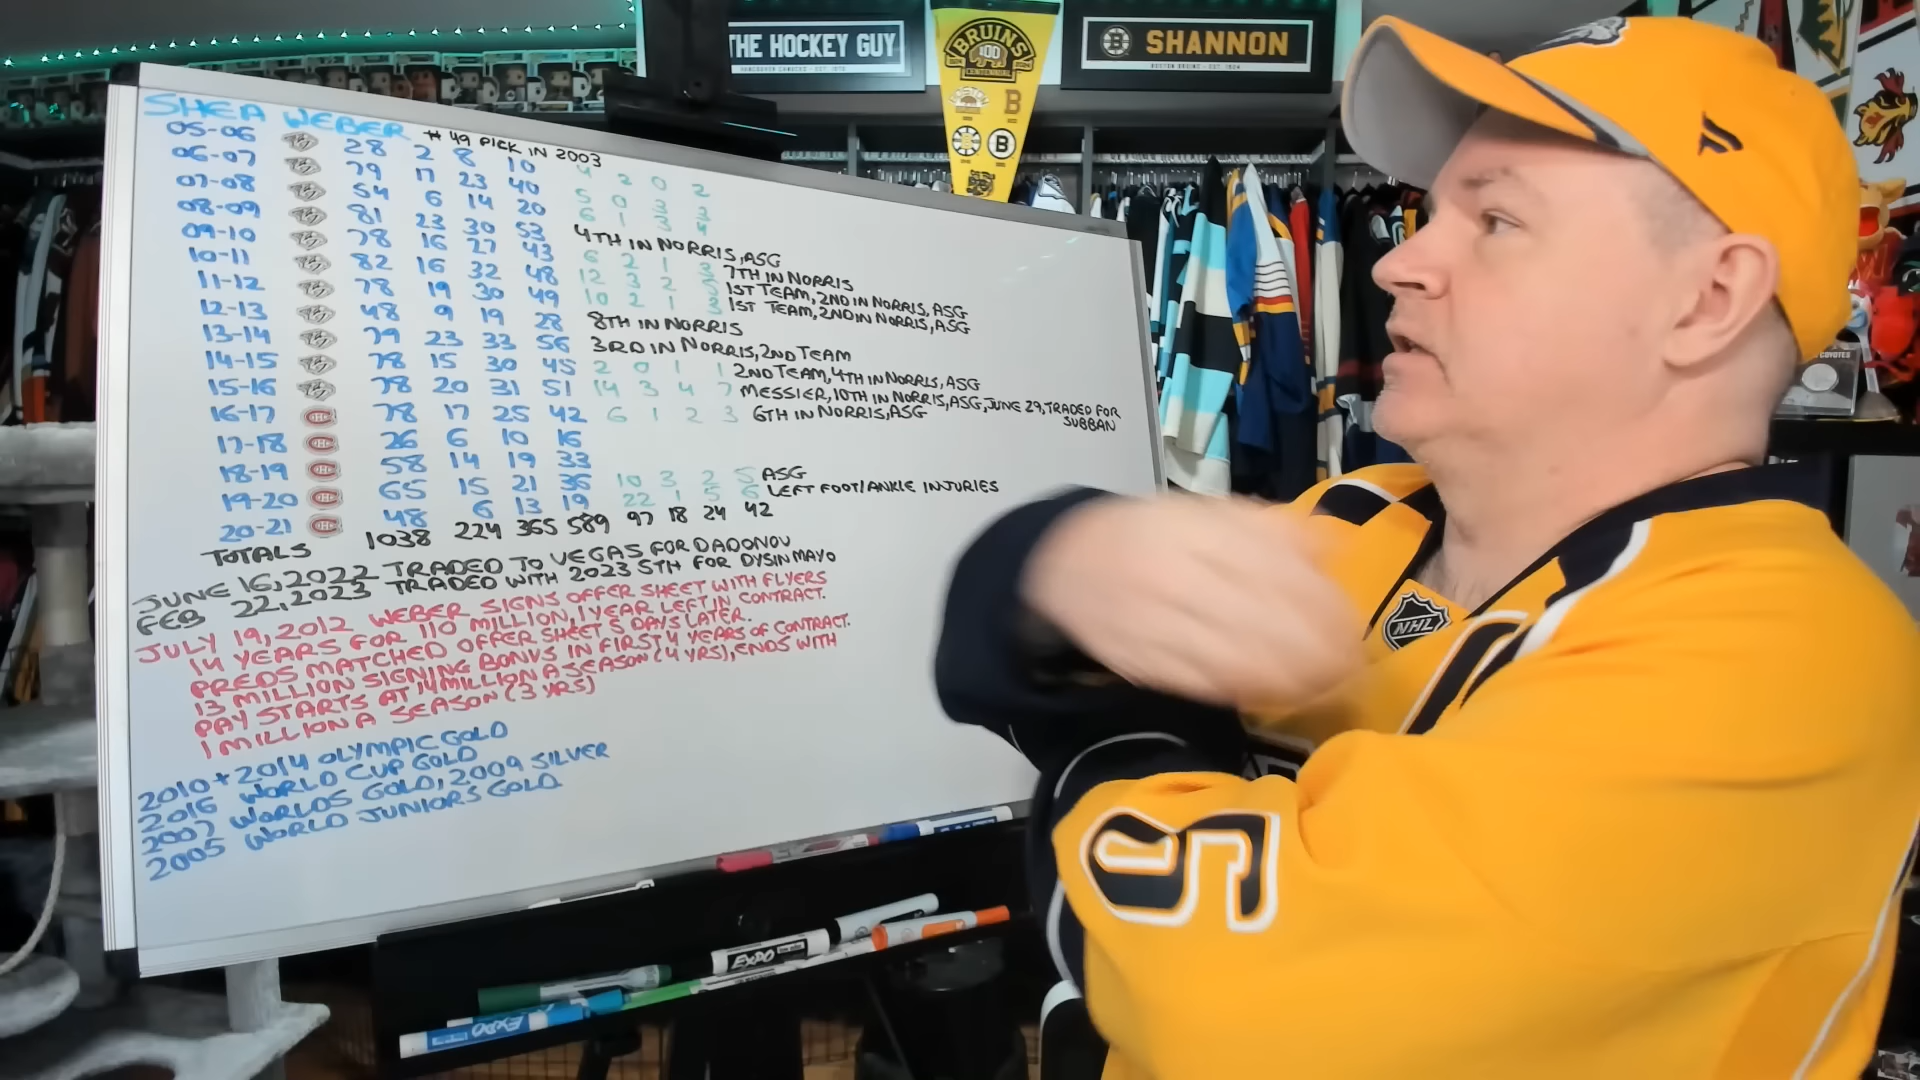 THE HOCKEY GUY
VANCOUVER CANUCKS - EST. 1970
BRUINS
100
CENTENNIAL
B
B
B
SHANNON
BOSTON BRUINS - EST. 1924
SHEA WEBER #49 PICK IN 2003
05-06 28 2 8 10 4 2 0 2
06-07 79 17 23 40 5 0 3 3
07-08 54 6 14 20 6 1 3 4
08-09 81 23 30 53 4TH IN NORRIS, ASG
09-10 78 16 27 43 6 2 1 3 7TH IN NORRIS
10-11 82 16 32 48 12 3 2 5 1ST TEAM, 2ND IN NORRIS, ASG
11-12 78 19 30 49 10 2 1 3 1ST TEAM, 2ND IN NORRIS, ASG
12-13 48 9 19 28 8TH IN NORRIS
13-14 79 23 33 56 3RD IN NORRIS, 2ND TEAM
14-15 78 15 30 45 2 0 1 1 2ND TEAM, 4TH IN NORRIS, ASG
15-16 78 20 31 51 14 3 4 7 MESSIER, 10TH IN NORRIS, ASG, JUNE 29, TRADED FOR
SUBBAN
16-17 78 17 25 42 6 1 2 3 6TH IN NORRIS, ASG
17-18 26 6 10 16
18-19 58 14 19 33
19-20 65 15 21 36 10 3 2 5 ASG
20-21 48 6 13 19 22 1 5 6 LEFT FOOT/ANKLE INJURIES
TOTALS 1038 224 365 589 97 18 24 42
JUNE 16, 2022 TRADED TO VEGAS FOR DADONOV
FEB 22, 2023 TRADED WITH 2023 5TH FOR DYSIN MAYO
JULY 19, 2012 WEBER SIGNS OFFER SHEET WITH FLYERS
14 YEARS FOR 110 MILLION, 1 YEAR LEFT IN CONTRACT.
PREDS MATCHED OFFER SHEET 5 DAYS LATER.
13 MILLION SIGNING BONUS IN FIRST 4 YEARS OF CONTRACT.
PAY STARTS AT 14 MILLION A SEASON (4 YRS), ENDS WITH
1 MILLION A SEASON (3 YRS)
2010 + 2014 OLYMPIC GOLD
2016 WORLD CUP GOLD
2007 WORLDS GOLD, 2009 SILVER
2005 WORLD JUNIORS GOLD
NHL
EXPO
EXPO
COYOTES